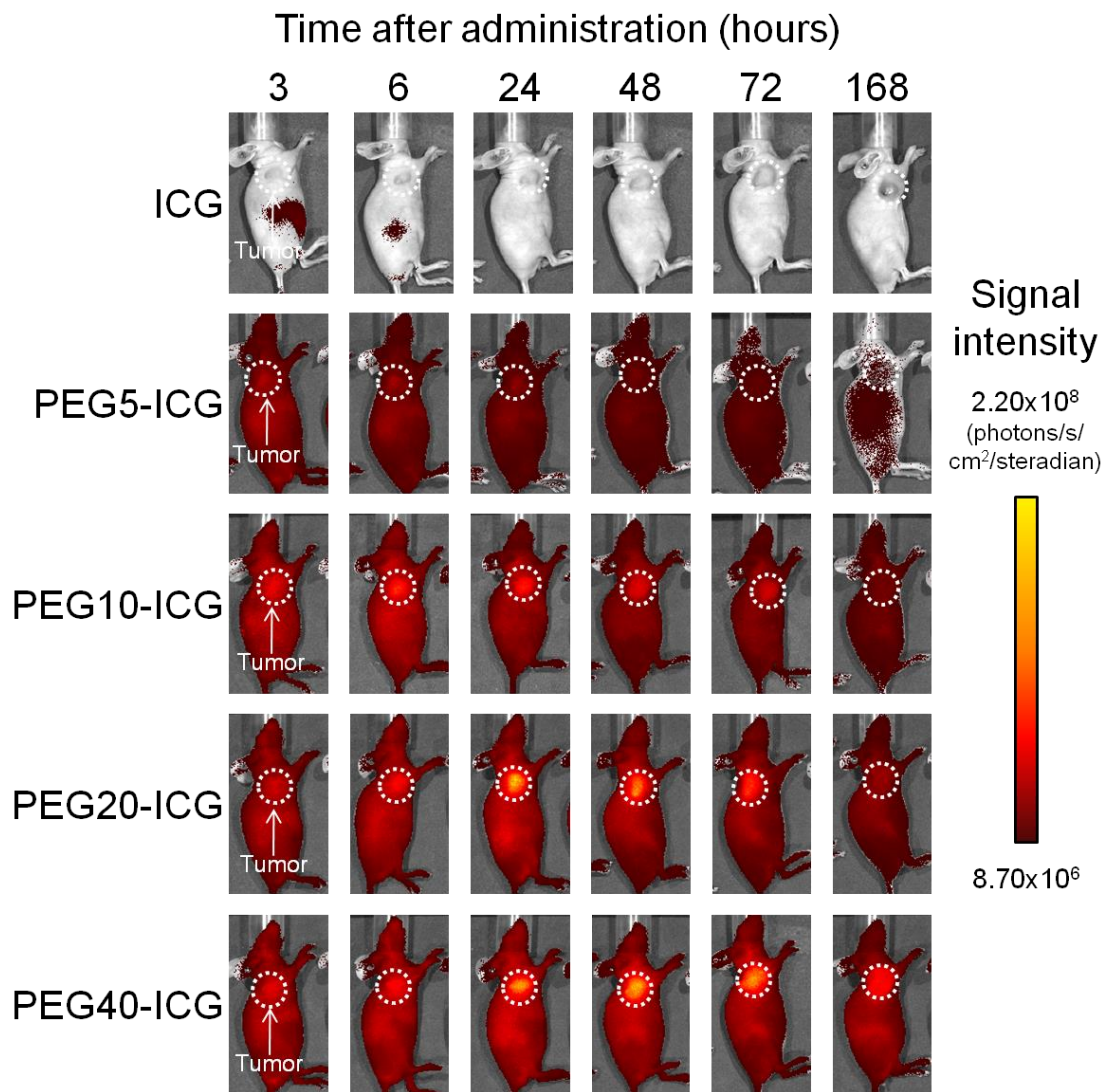 Time after administration (hours)
3 6 24 48 72 168
ICG
Tumor
PEG5-ICG
Tumor
PEG10-ICG
Tumor
PEG20-ICG
Tumor
PEG40-ICG
Tumor
Signal
intensity
2.20x10⁸
(photons/s/
cm²/steradian)
8.70x10⁶